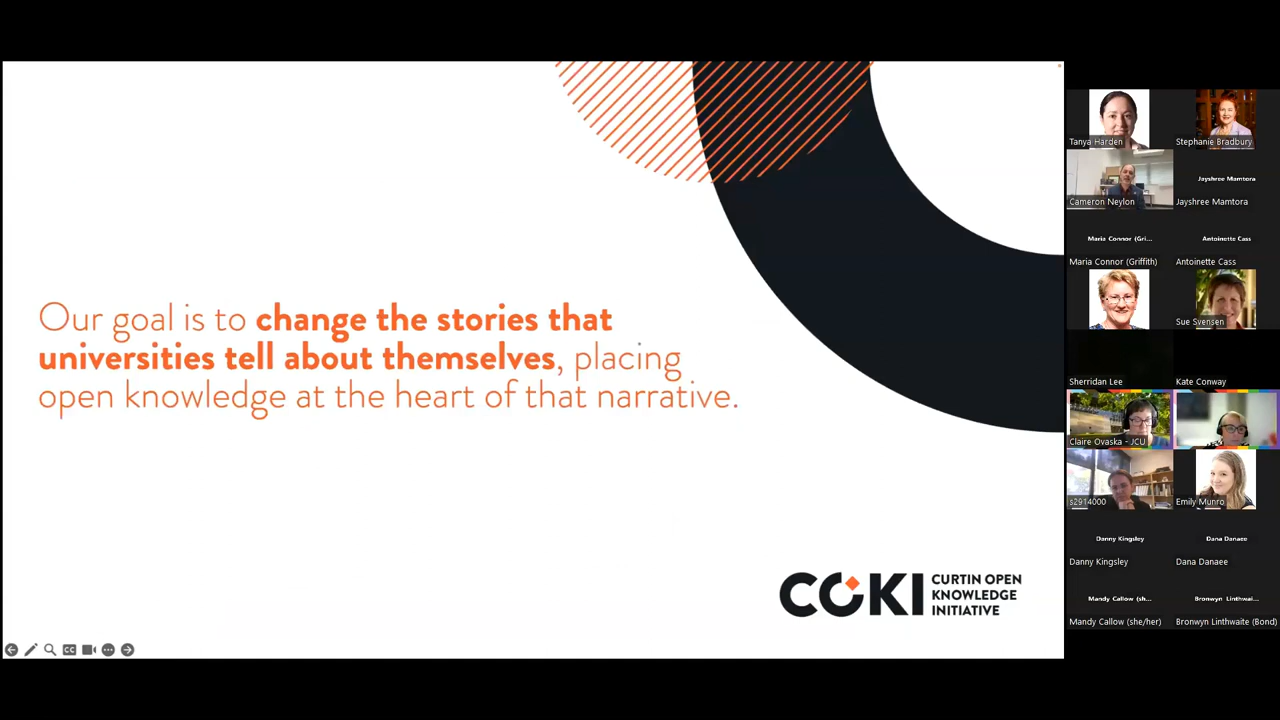 Our goal is to change the stories that
universities tell about themselves, placing
open knowledge at the heart of that narrative.
COKI
CURTIN OPEN
KNOWLEDGE
INITIATIVE
CC
Tanya Harden
Stephanie Bradbury
Cameron Neylon
Jayshree Mamtora
Jayshree Mamtora
Maria Connor (Gri...
Antoinette Cass
Maria Connor (Griffith)
Antoinette Cass
Sue Svensen
Sherridan Lee
Kate Conway
Claire Ovaska - JCU
s2914000
Emily Munro
Danny Kingsley
Dana Danaee
Danny Kingsley
Dana Danaee
Mandy Callow (sh...
Bronwyn Linthwai...
Mandy Callow (she/her)
Bronwyn Linthwaite (Bond)